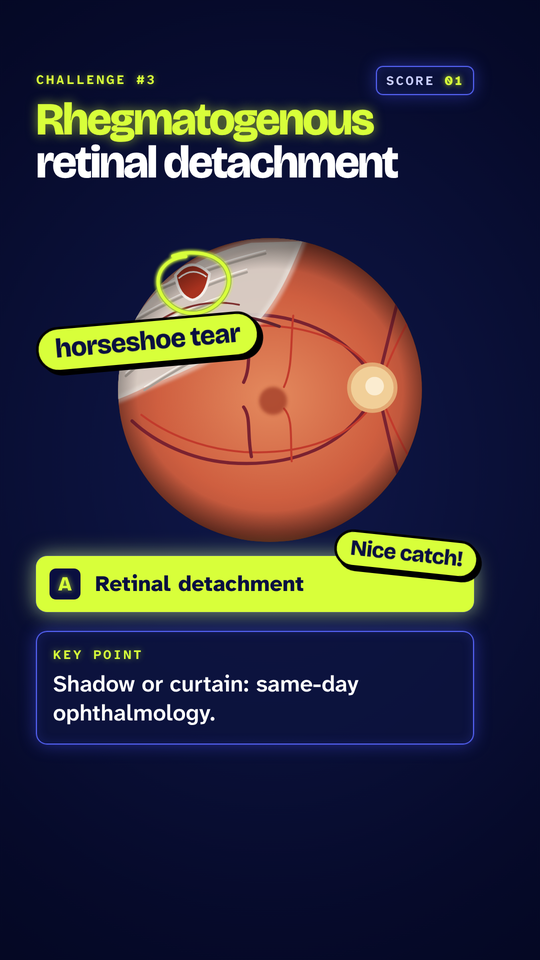 CHALLENGE #3
SCORE 01
Rhegmatogenous
retinal detachment
horseshoe tear
Nice catch!
A Retinal detachment
KEY POINT
Shadow or curtain: same-day
ophthalmology.